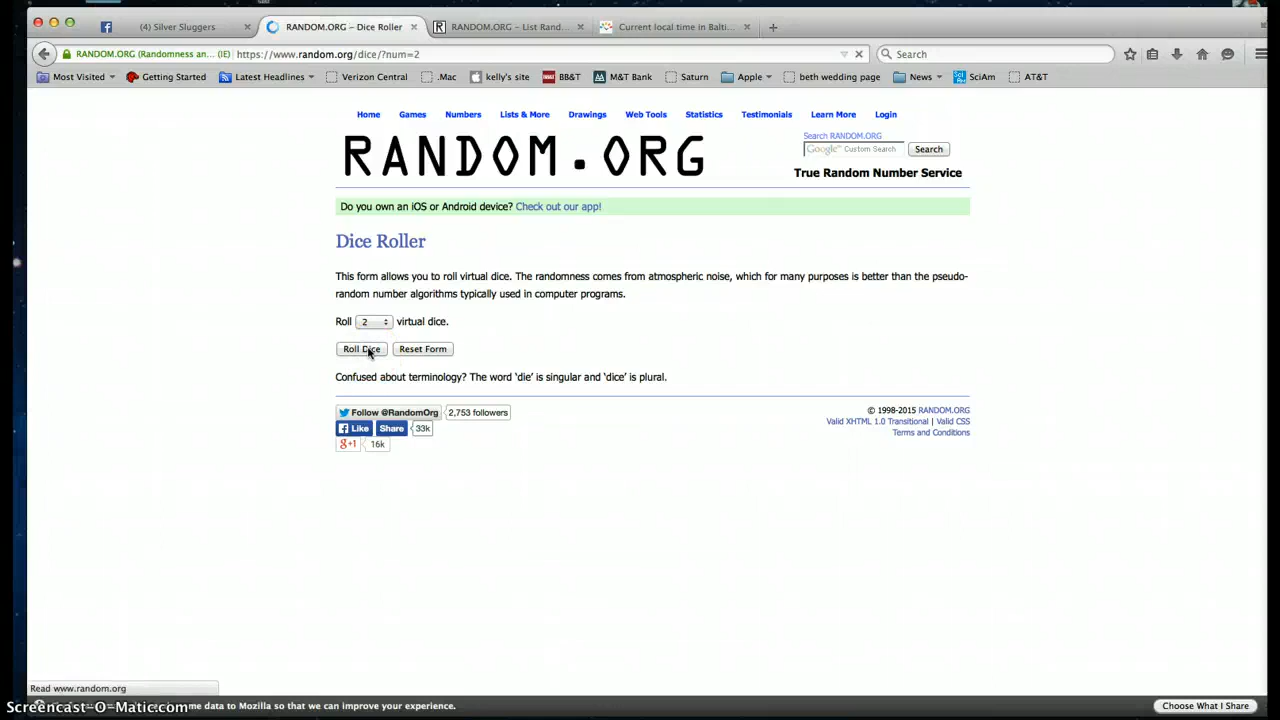 (4) Silver Sluggers
RANDOM.ORG – Dice Roller
RANDOM.ORG – List Rand...
Current local time in Balti...
RANDOM.ORG (Randomness an... (IE)
https://www.random.org/dice/?num=2
Search
Most Visited
Getting Started
Latest Headlines
Verizon Central
.Mac
kelly's site
BB&T
M&T Bank
Saturn
Apple
beth wedding page
News
SciAm
AT&T
Home
Games
Numbers
Lists & More
Drawings
Web Tools
Statistics
Testimonials
Learn More
Login
RANDOM.ORG
Search RANDOM.ORG
Google™ Custom Search
Search
True Random Number Service
Do you own an iOS or Android device? Check out our app!
Dice Roller
This form allows you to roll virtual dice. The randomness comes from atmospheric noise, which for many purposes is better than the pseudo-
random number algorithms typically used in computer programs.
Roll 2 virtual dice.
Roll Dice
Reset Form
Confused about terminology? The word ‘die’ is singular and ‘dice’ is plural.
Follow @RandomOrg
2,753 followers
Like
Share
33k
g+1
16k
© 1998-2015 RANDOM.ORG
Valid XHTML 1.0 Transitional | Valid CSS
Terms and Conditions
Read www.random.org
Screencast-O-Matic.com
me data to Mozilla so that we can improve your experience.
Choose What I Share